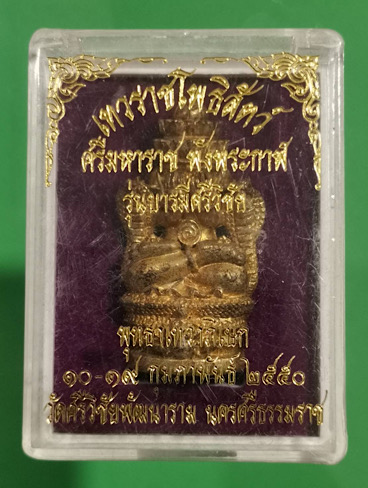 เทวราชโพธิสัตว์
ศรีมหาราช พังพระกาฬ
รุ่นบารมีศรีวิชัย
พุทธาเทวาภิเษก
๑๐-๑๙ กุมภาพันธ์ ๒๕๕๐
วัดศรีวิชัยพัฒนาราม นครศรีธรรมราช